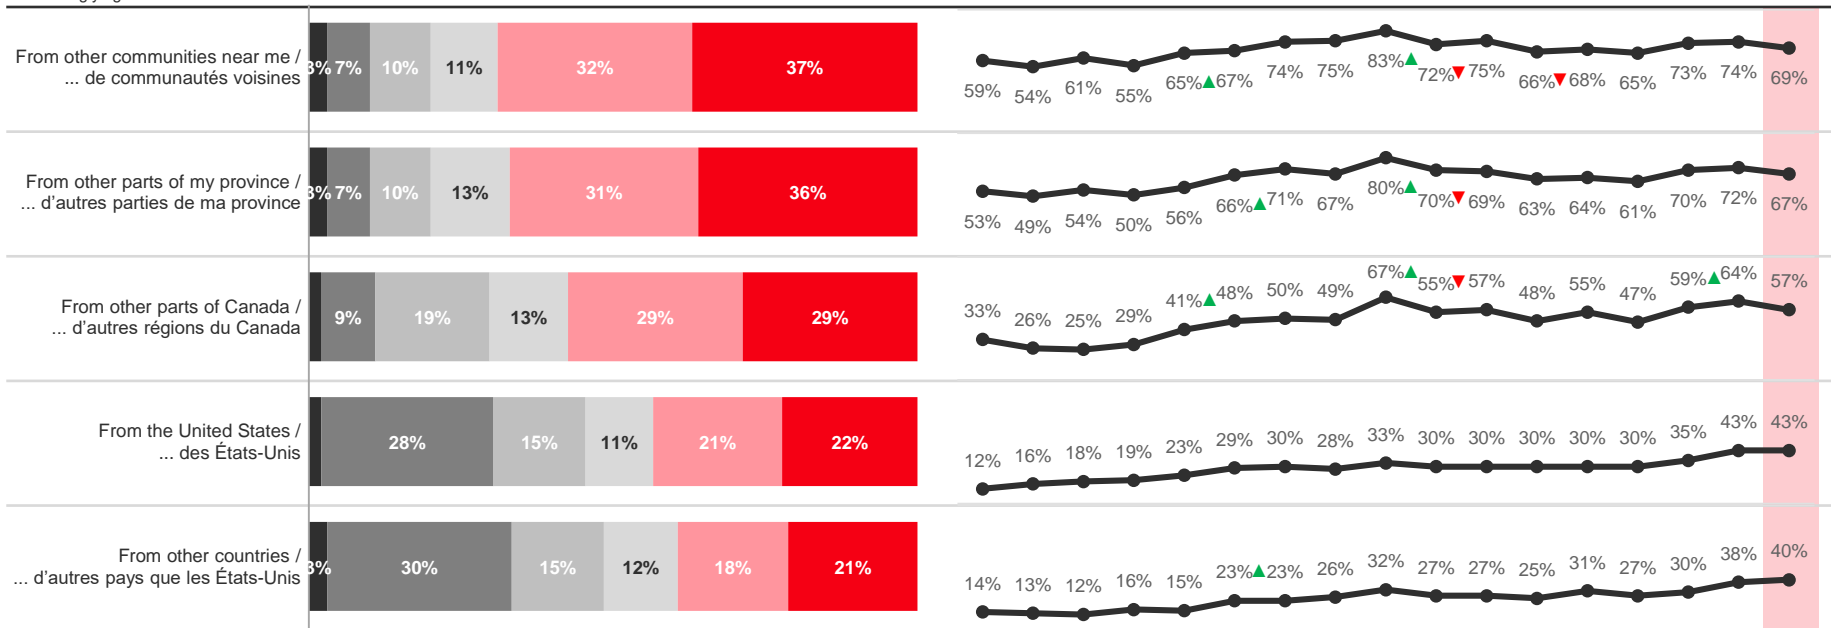 From other communities near me /
... de communautés voisines
3% 7% 10% 11% 32% 37%
59% 54% 61% 55% 65% 67% 74% 75% 83% 72% 75% 66% 68% 65% 73% 74% 69%
From other parts of my province /
... d'autres parties de ma province
3% 7% 10% 13% 31% 36%
53% 49% 54% 50% 56% 66% 71% 67% 80% 70% 69% 63% 64% 61% 70% 72% 67%
From other parts of Canada /
... d'autres régions du Canada
9% 19% 13% 29% 29%
33% 26% 25% 29% 41% 48% 50% 49% 67% 55% 57% 48% 55% 47% 59% 64% 57%
From the United States /
... des États-Unis
28% 15% 11% 21% 22%
12% 16% 18% 19% 23% 29% 30% 28% 33% 30% 30% 30% 30% 30% 35% 43% 43%
From other countries /
... d'autres pays que les États-Unis
3% 30% 15% 12% 18% 21%
14% 13% 12% 16% 15% 23% 23% 26% 32% 27% 27% 25% 31% 27% 30% 38% 40%